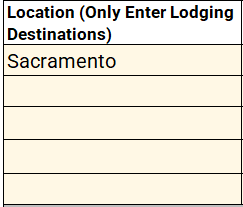 Location (Only Enter Lodging
Destinations)
Sacramento